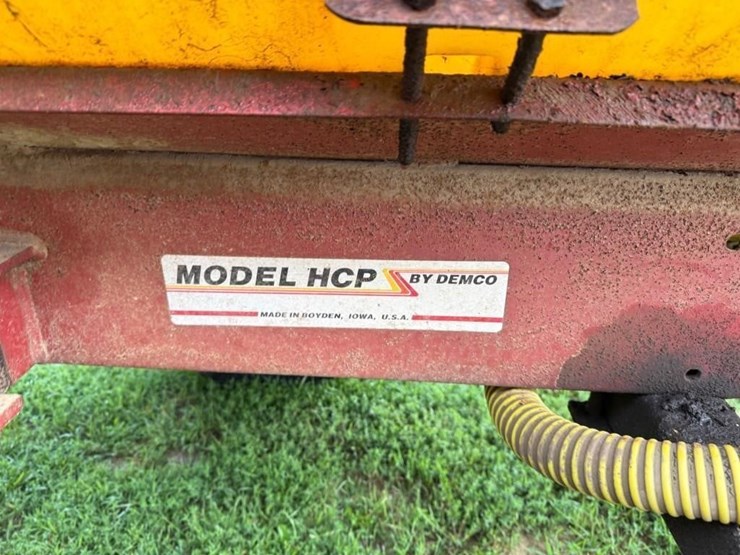 MODEL HCP BY DEMCO
MADE IN BOYDEN, IOWA, U.S.A.